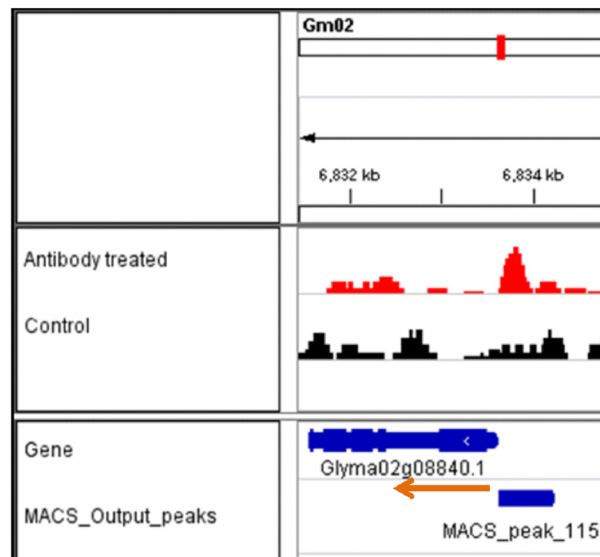 Gm02
6,832 kb 6,834 kb
Antibody treated
Control
Gene
Glyma02g08840.1
MACS_Output_peaks
MACS_peak_115